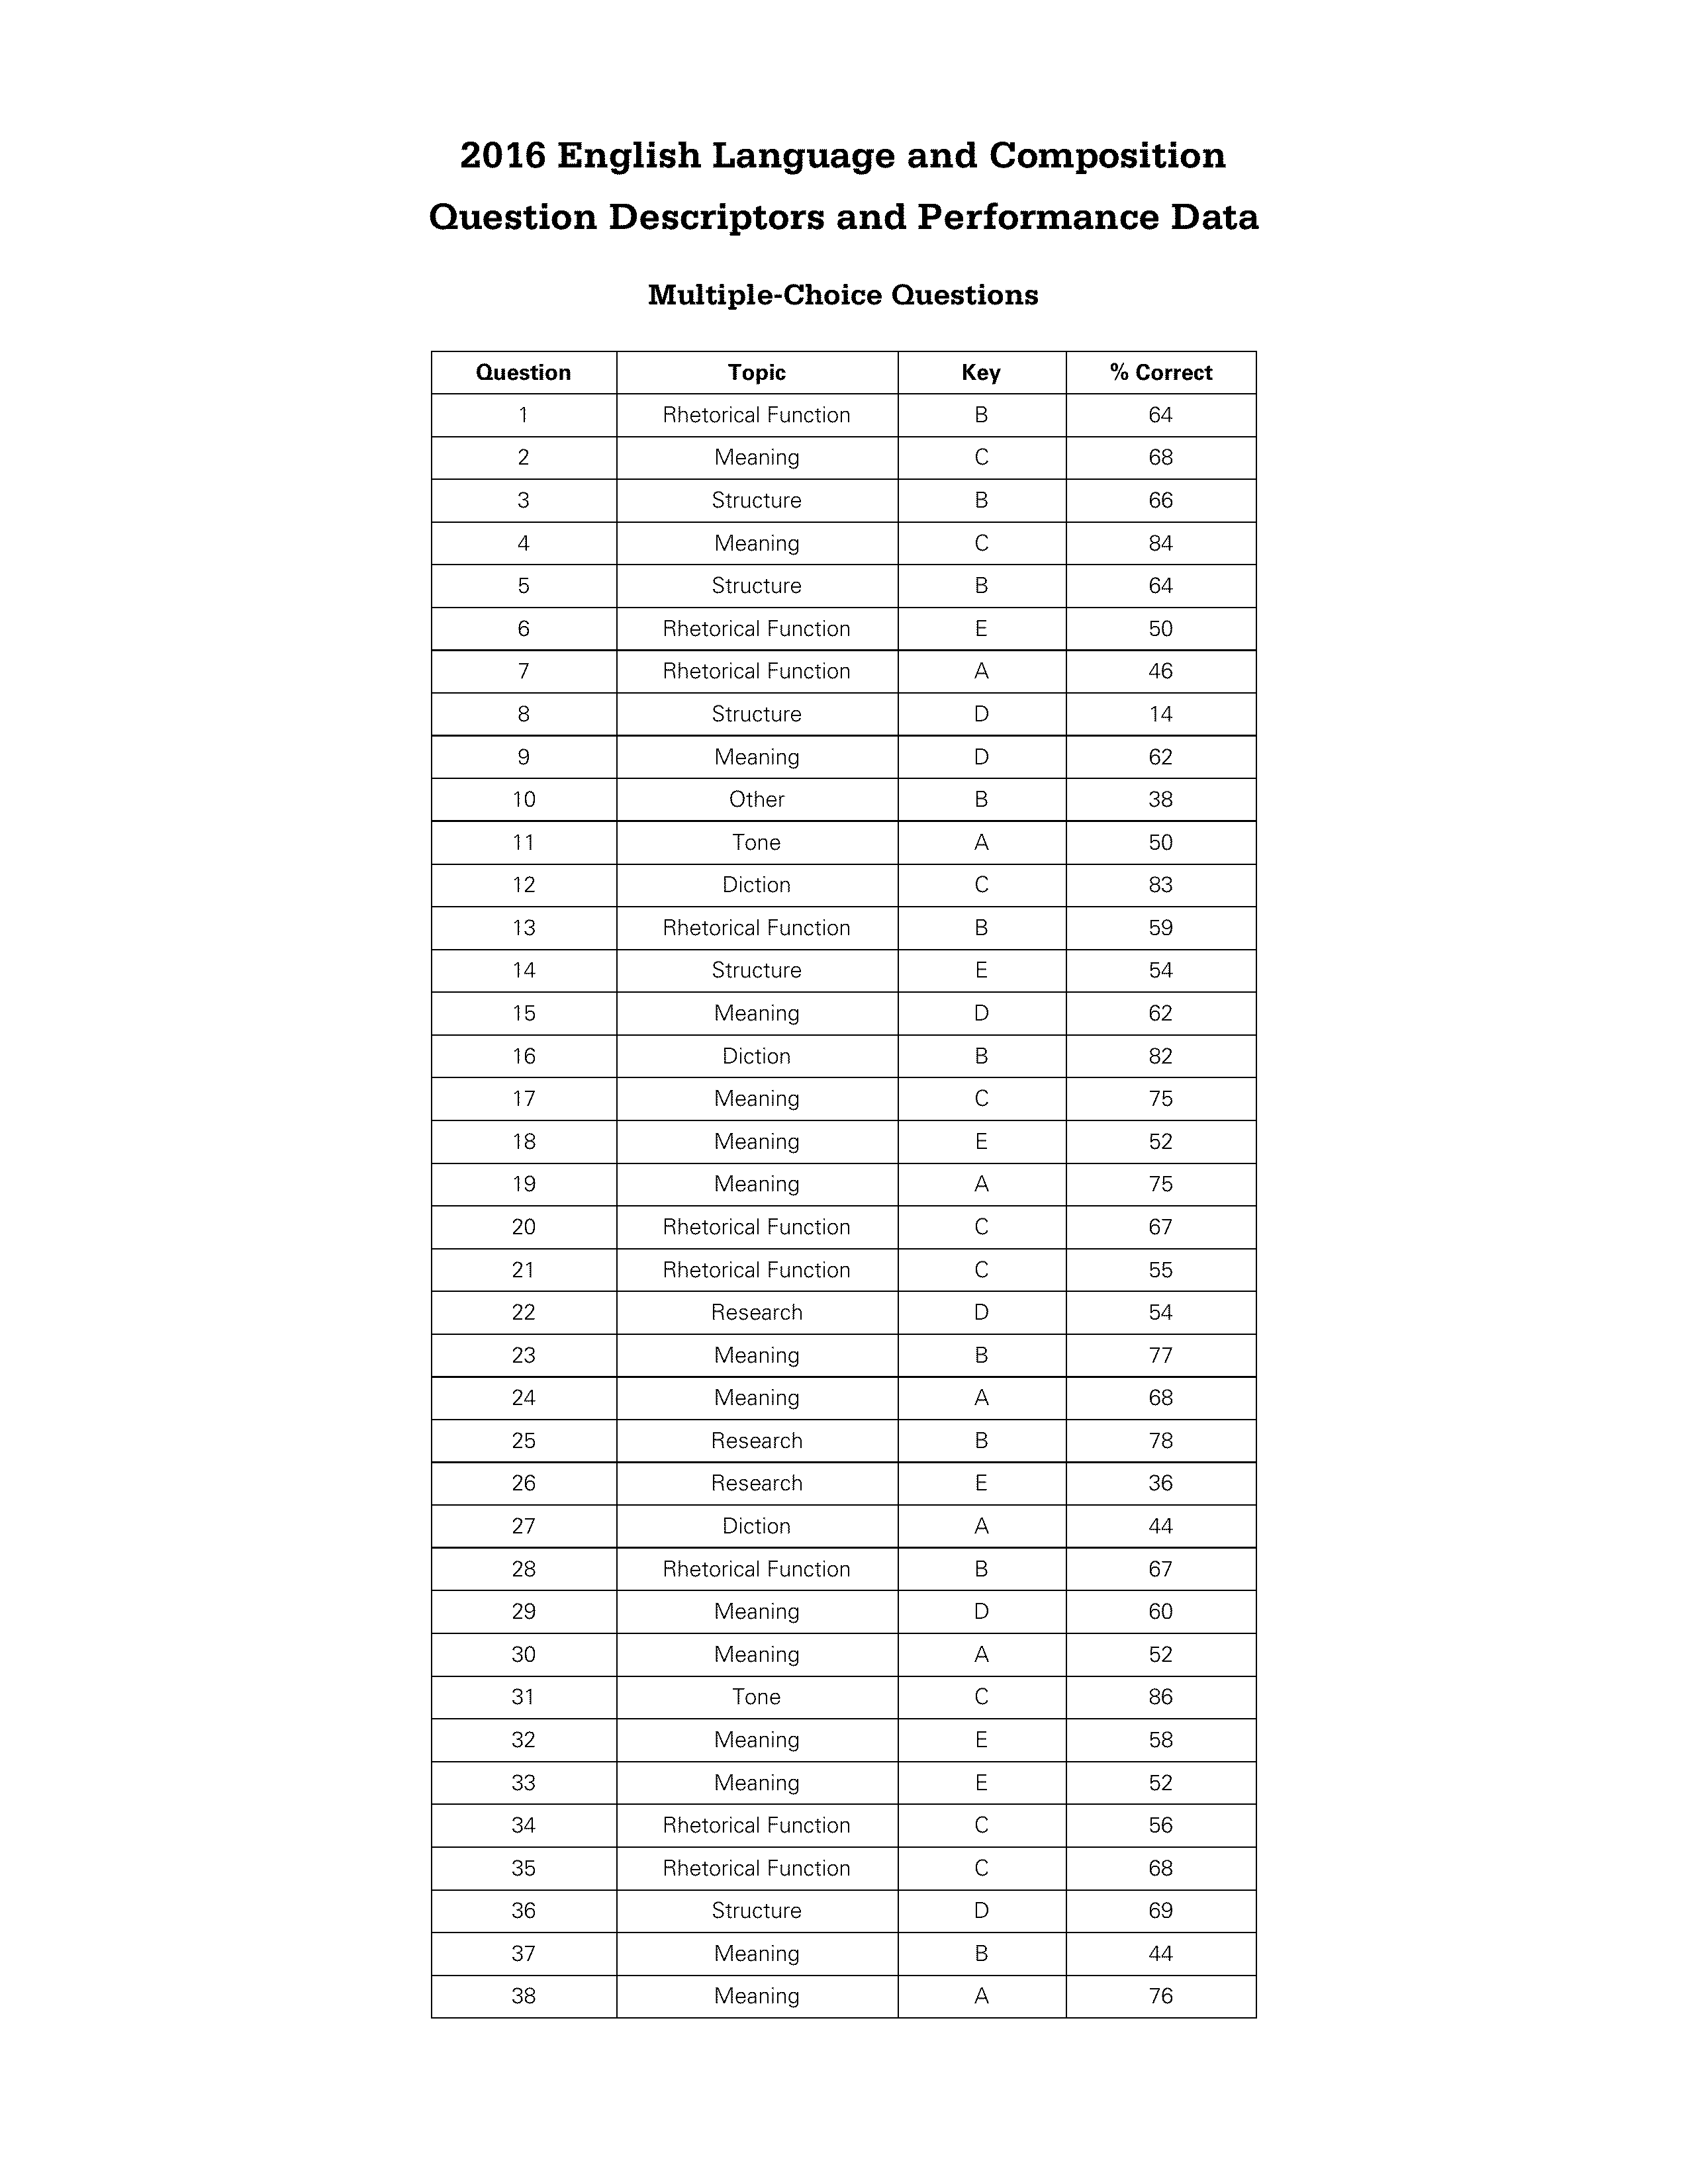 2016 English Language and Composition
Question Descriptors and Performance Data
Multiple-Choice Questions
Question Topic Key % Correct
1 Rhetorical Function B 64
2 Meaning C 68
3 Structure B 66
4 Meaning C 84
5 Structure B 64
6 Rhetorical Function E 50
7 Rhetorical Function A 46
8 Structure D 14
9 Meaning D 62
10 Other B 38
11 Tone A 50
12 Diction C 83
13 Rhetorical Function B 59
14 Structure E 54
15 Meaning D 62
16 Diction B 82
17 Meaning C 75
18 Meaning E 52
19 Meaning A 75
20 Rhetorical Function C 67
21 Rhetorical Function C 55
22 Research D 54
23 Meaning B 77
24 Meaning A 68
25 Research B 78
26 Research E 36
27 Diction A 44
28 Rhetorical Function B 67
29 Meaning D 60
30 Meaning A 52
31 Tone C 86
32 Meaning E 58
33 Meaning E 52
34 Rhetorical Function C 56
35 Rhetorical Function C 68
36 Structure D 69
37 Meaning B 44
38 Meaning A 76